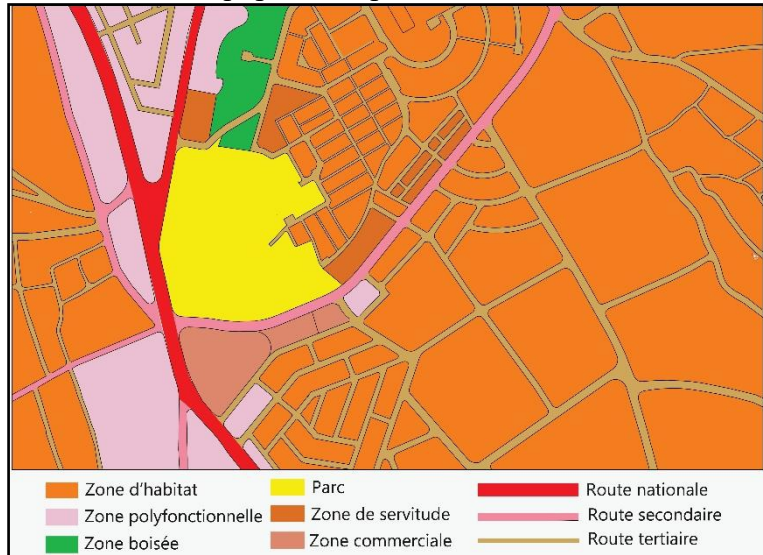 Zone d'habitat
Parc
Route nationale
Zone polyfonctionnelle
Zone de servitude
Route secondaire
Zone boisée
Zone commerciale
Route tertiaire